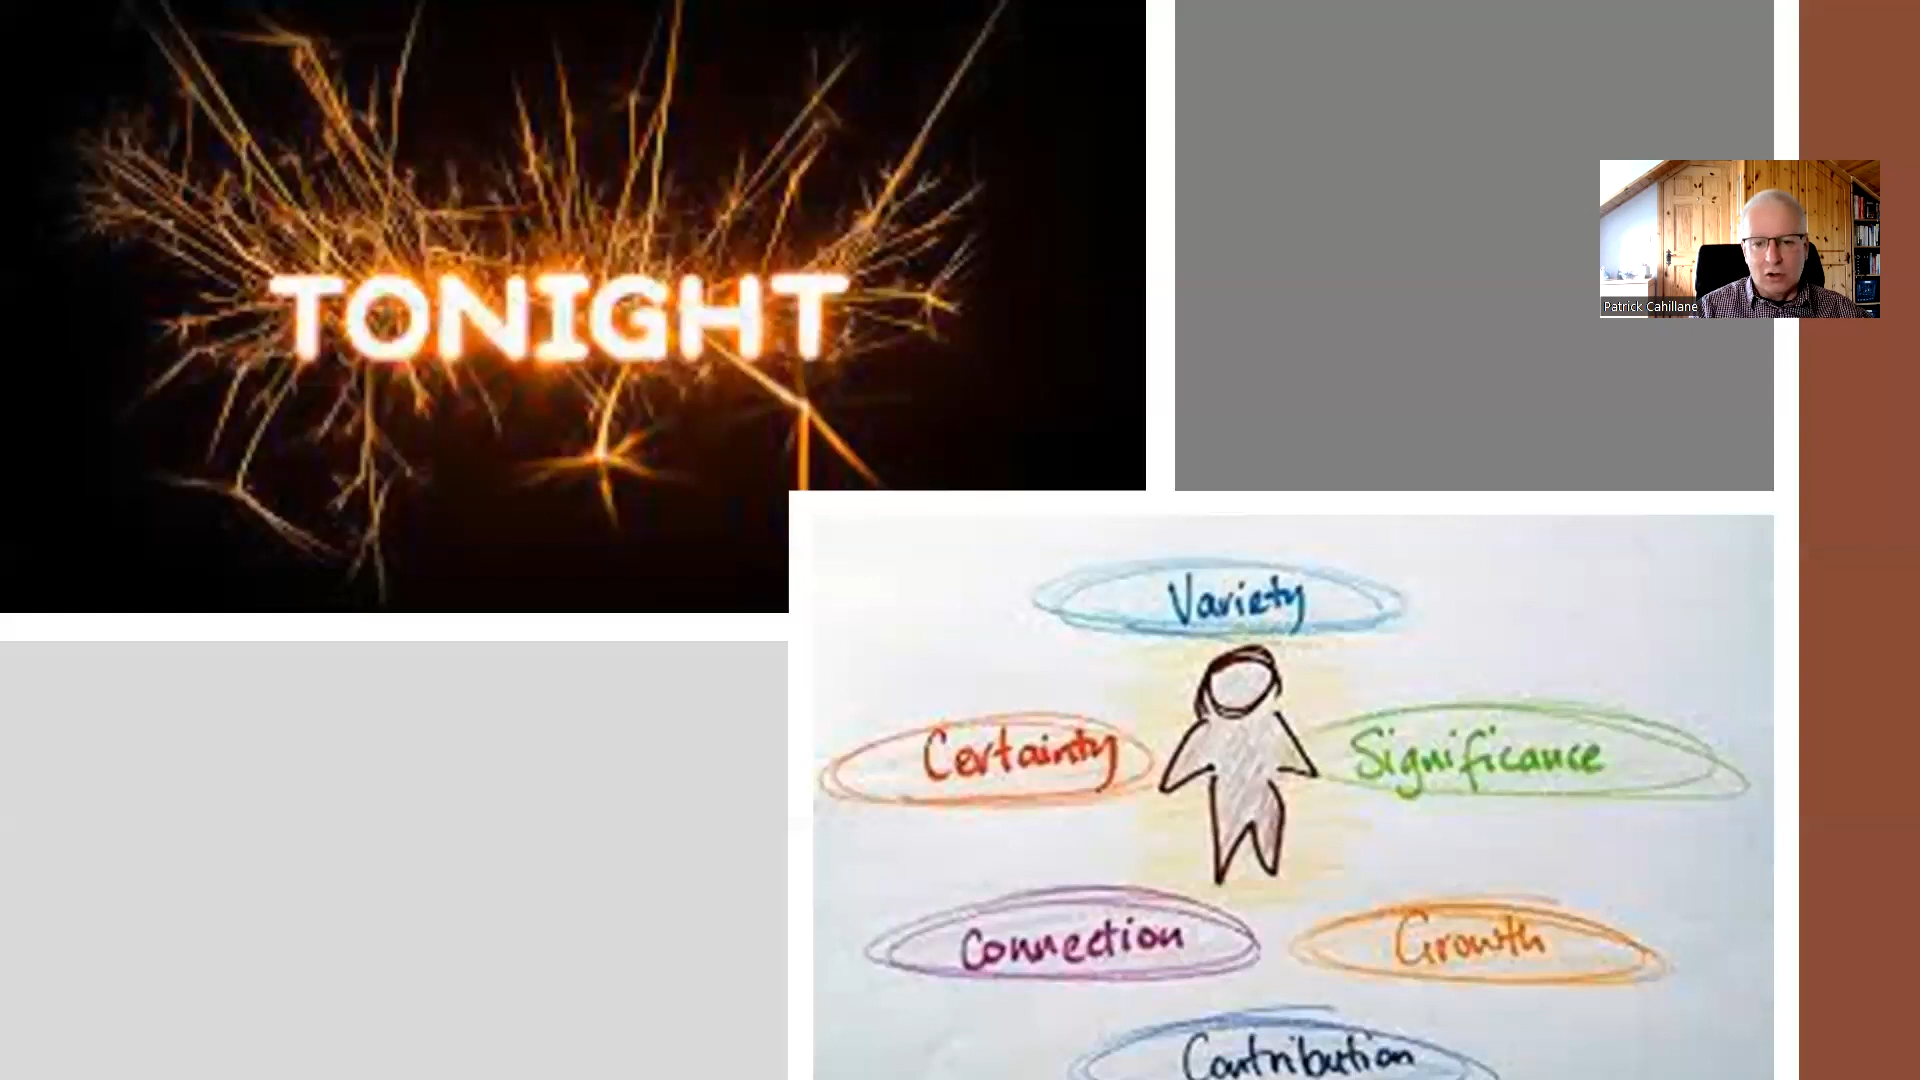 TONIGHT
Patrick Cahillane
Variety
Certainty
Significance
Connection
Growth
Contribution